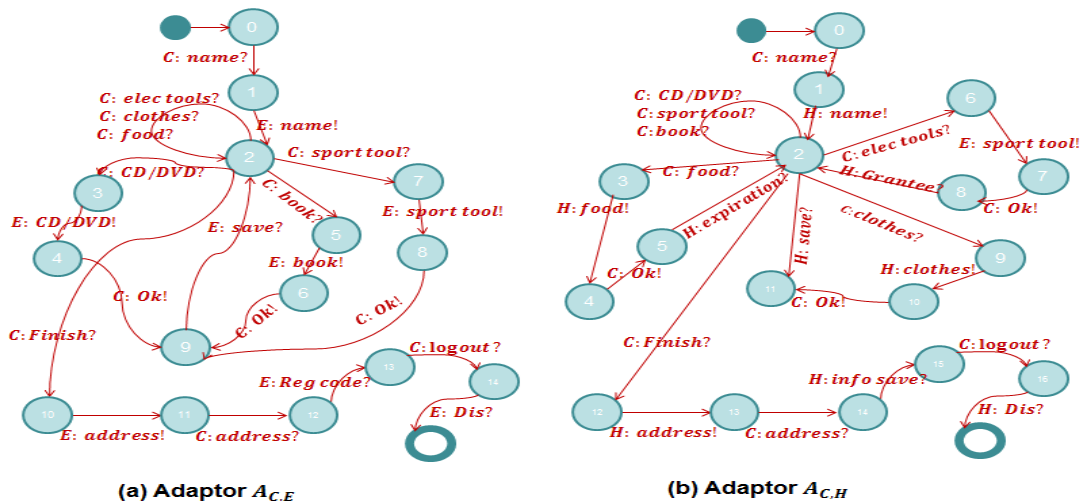 0
C: name?
1
C: elec tools?
C: clothes?
C: food?
E: name!
2
C: sport tool?
C: CD/DVD?
3
7
C: book?
E: CD/DVD!
E: save?
5
E: sport tool!
4
E: book!
8
6
C: Ok!
C: Ok!
C: Ok!
C: Finish?
9
C: logout?
E: Reg code?
13
14
10
11
12
E: Dis?
E: address!
C: address?
(a) Adaptor A_C,E
0
C: name?
1
C: CD/DVD?
C: sport tool?
C: book?
H: name!
6
C: elec tools?
E: sport tool!
2
C: food?
H: Grantee?
3
8
7
H: food!
H: expiration?
C: Ok!
c: clothes?
H: save?
5
9
C: Ok!
H: clothes!
4
11
10
C: Ok!
C: Finish?
C: logout?
H: info save?
15
16
12
13
14
H: Dis?
H: address!
C: address?
(b) Adaptor A_C,H